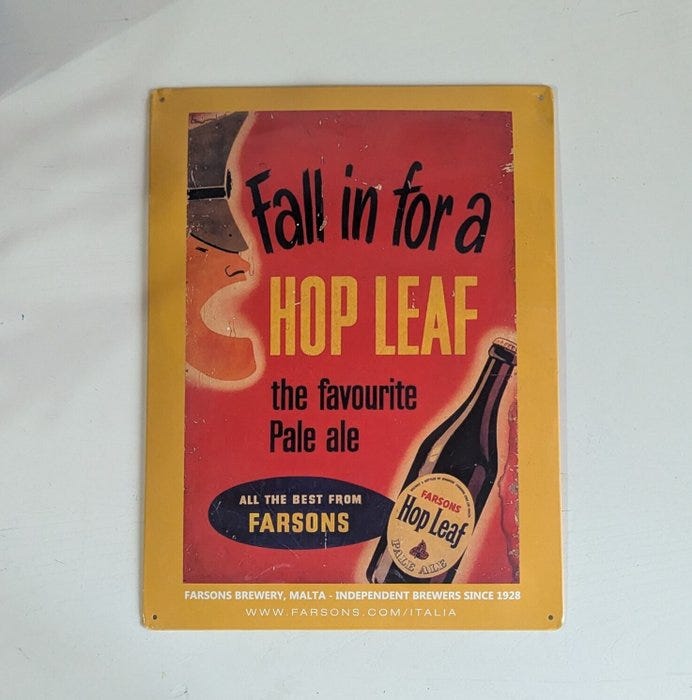 Fall in for a
HOP LEAF
the favourite
Pale ale
ALL THE BEST FROM
FARSONS
FARSONS
Hop Leaf
PALE ALE
FARSONS BREWERY, MALTA - INDEPENDENT BREWERS SINCE 1928
WWW.FARSONS.COM/ITALIA